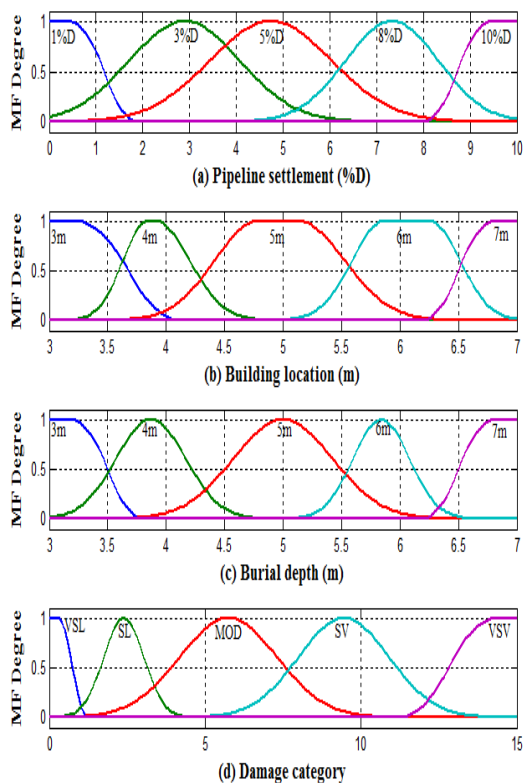 MF Degree
1
0.5
0
1%D 3%D 5%D 8%D 10%D
0 1 2 3 4 5 6 7 8 9 10
(a) Pipeline settlement (%D)
MF Degree
1
0.5
0
3m 4m 5m 6m 7m
3 3.5 4 4.5 5 5.5 6 6.5 7
(b) Building location (m)
MF Degree
1
0.5
0
3m 4m 5m 6m 7m
3 3.5 4 4.5 5 5.5 6 6.5 7
(c) Burial depth (m)
MF Degree
1
0.5
0
VSL SL MOD SV VSV
0 5 10 15
(d) Damage category